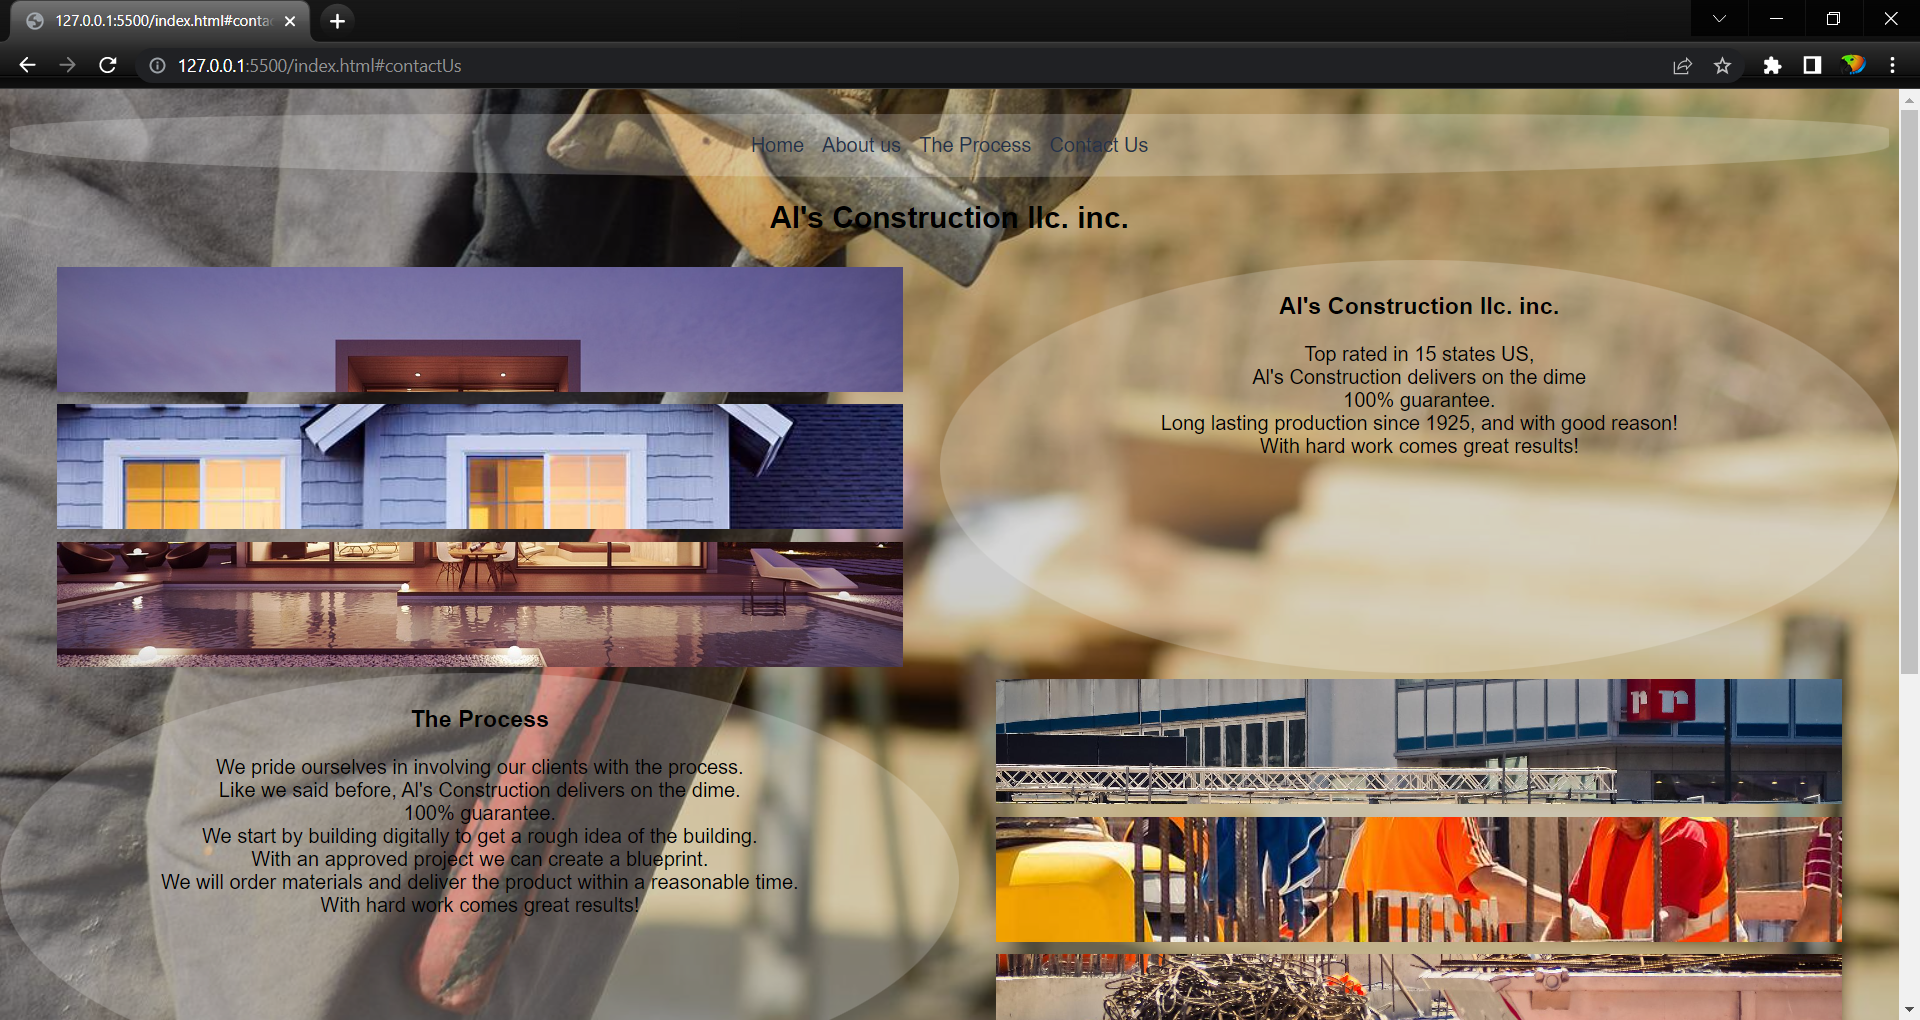 127.0.0.1:5500/index.html#conta
127.0.0.1:5500/index.html#contactUs
Home About us The Process Contact Us
Al's Construction llc. inc.
Al's Construction llc. inc.
Top rated in 15 states US,
Al's Construction delivers on the dime
100% guarantee.
Long lasting production since 1925, and with good reason!
With hard work comes great results!
The Process
We pride ourselves in involving our clients with the process.
Like we said before, Al's Construction delivers on the dime.
100% guarantee.
We start by building digitally to get a rough idea of the building.
With an approved project we can create a blueprint.
We will order materials and deliver the product within a reasonable time.
With hard work comes great results!
r r